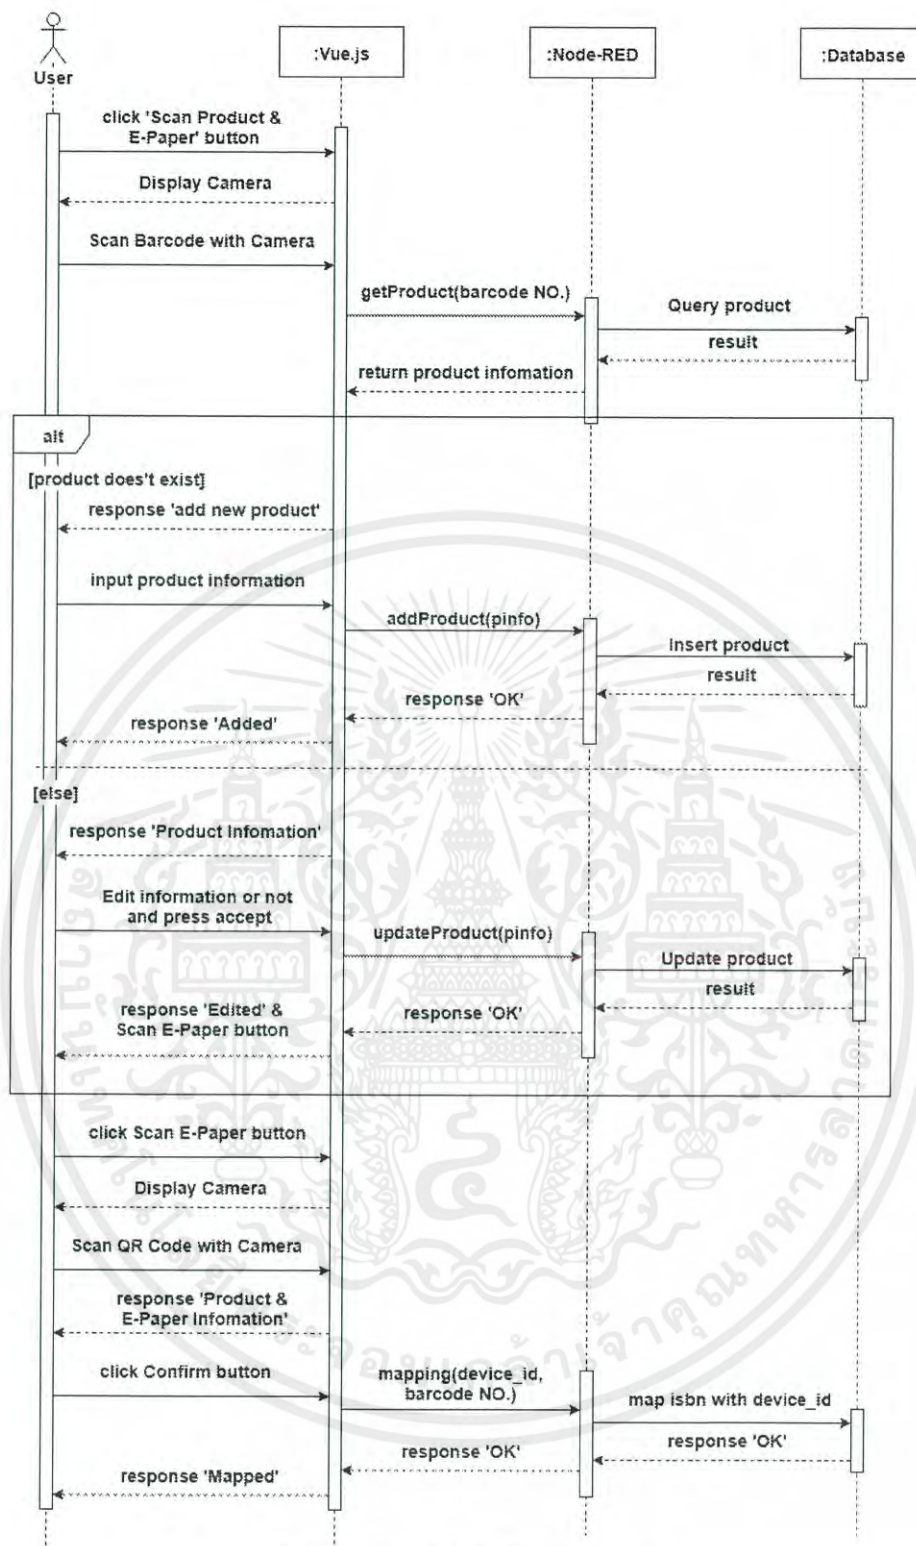 User
:Vue.js
:Node-RED
:Database
click 'Scan Product &
E-Paper' button
Display Camera
Scan Barcode with Camera
getProduct(barcode NO.)
Query product
result
return product infomation
alt
[product does't exist]
response 'add new product'
input product information
addProduct(pinfo)
Insert product
result
response 'OK'
response 'Added'
[else]
response 'Product Infomation'
Edit information or not
and press accept
updateProduct(pinfo)
Update product
result
response 'Edited' &
Scan E-Paper button
response 'OK'
click Scan E-Paper button
Display Camera
Scan QR Code with Camera
response 'Product &
E-Paper Infomation'
click Confirm button
mapping(device_id,
barcode NO.)
map isbn with device_id
response 'OK'
response 'OK'
response 'Mapped'